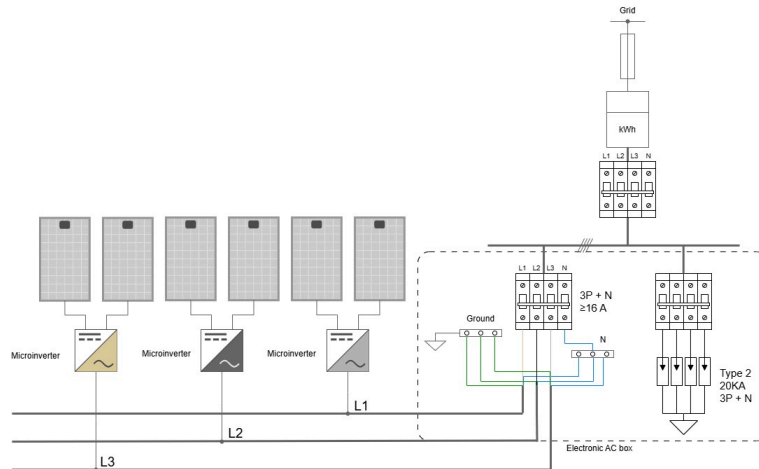 Grid
kWh
L1 L2 L3 N
L1 L2 L3 N
3P + N
≥16 A
Ground
N
Microinverter
Microinverter
Microinverter
Type 2
20KA
3P + N
L1
L2
L3
Electronic AC box